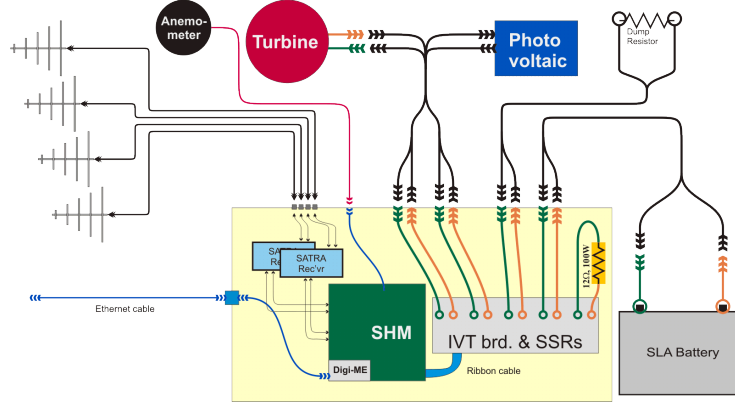 Anemo-
meter
Turbine
Photo
voltaic
Dump
Resistor
SATRA
Rec'vr
12Ω, 100W
Ethernet cable
SHM
IVT brd. & SSRs
SLA Battery
Digi-ME
Ribbon cable